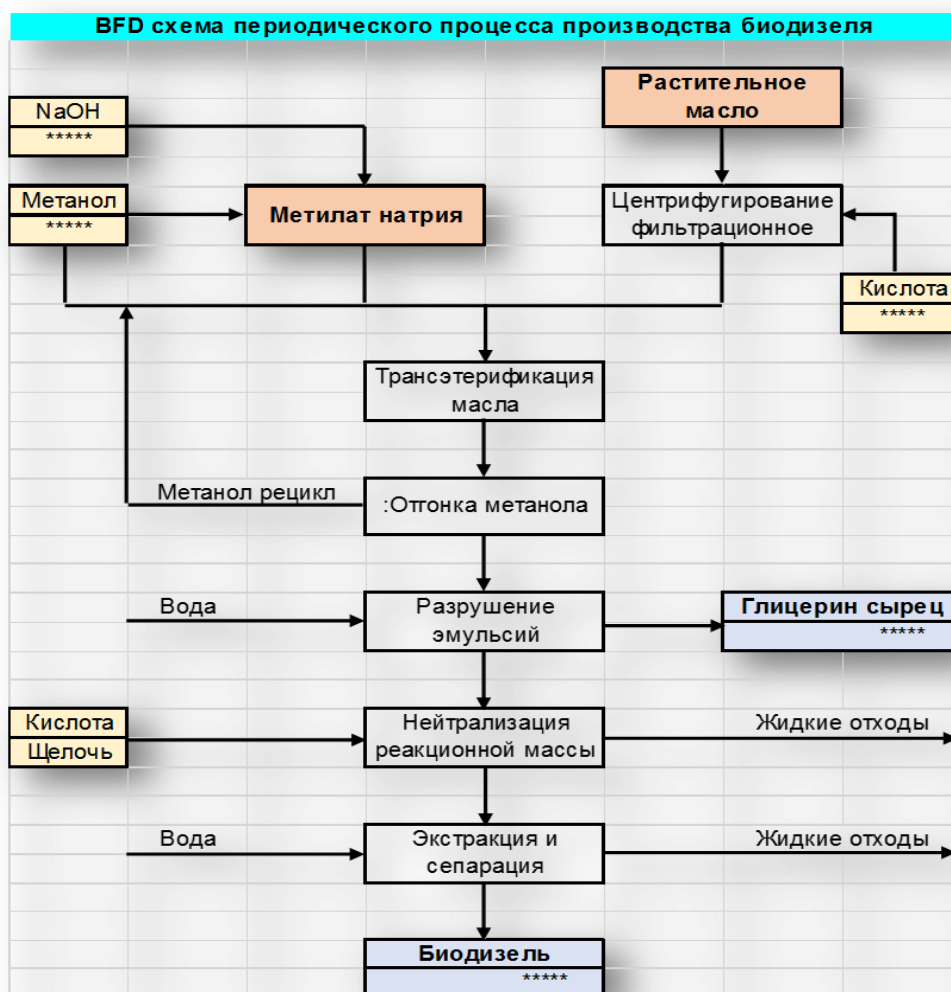 BFD схема периодического процесса производства биодизеля
Растительное
масло
NaOH
*****
Метанол
*****
Метилат натрия
Центрифугирование
фильтрационное
Кислота
*****
Трансэтерификация
масла
Метанол рецикл
:Отгонка метанола
Вода
Разрушение
эмульсий
Глицерин сырец
*****
Кислота
Щелочь
Нейтрализация
реакционной массы
Жидкие отходы
Вода
Экстракция и
сепарация
Жидкие отходы
Биодизель
*****